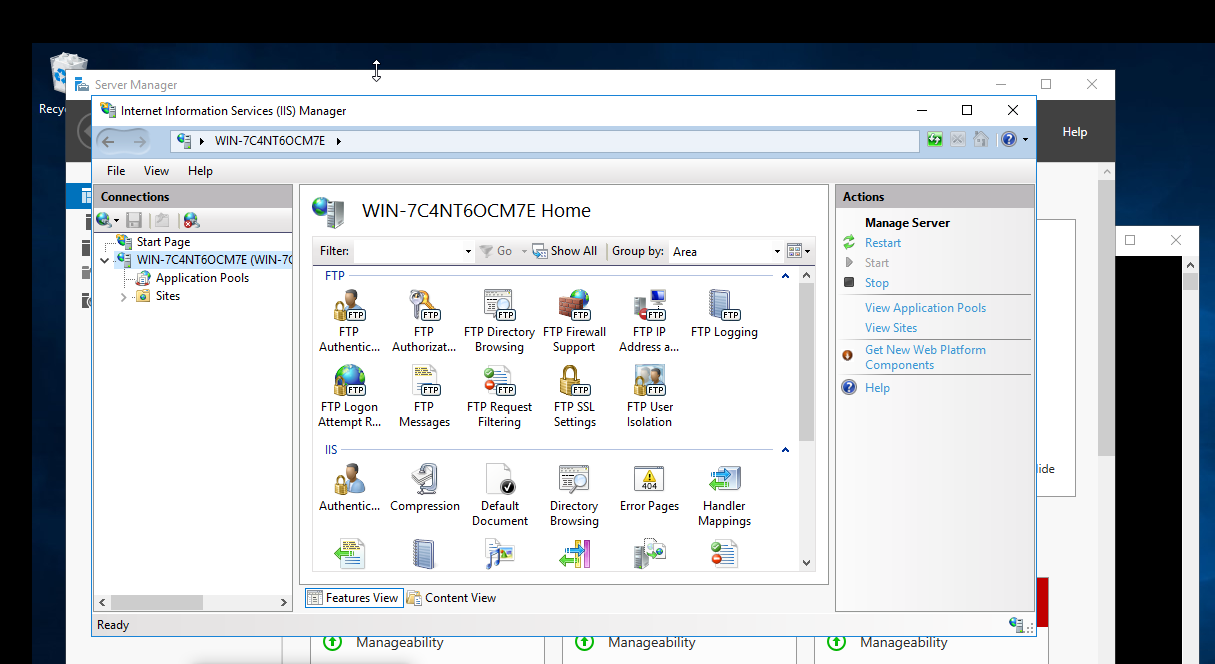 Recyc
Server Manager
Internet Information Services (IIS) Manager
WIN-7C4NT6OCM7E
Help
File View Help
Connections
Start Page
WIN-7C4NT6OCM7E (WIN-7C
Application Pools
Sites
WIN-7C4NT6OCM7E Home
Filter: Go Show All Group by: Area
FTP
FTP Authentic...
FTP Authorizat...
FTP Directory Browsing
FTP Firewall Support
FTP IP Address a...
FTP Logging
FTP Logon Attempt R...
FTP Messages
FTP Request Filtering
FTP SSL Settings
FTP User Isolation
IIS
Authentic...
Compression
Default Document
Directory Browsing
Error Pages
Handler Mappings
Features View Content View
Actions
Manage Server
Restart
Start
Stop
View Application Pools
View Sites
Get New Web Platform
Components
Help
ide
Ready
Manageability Manageability Manageability